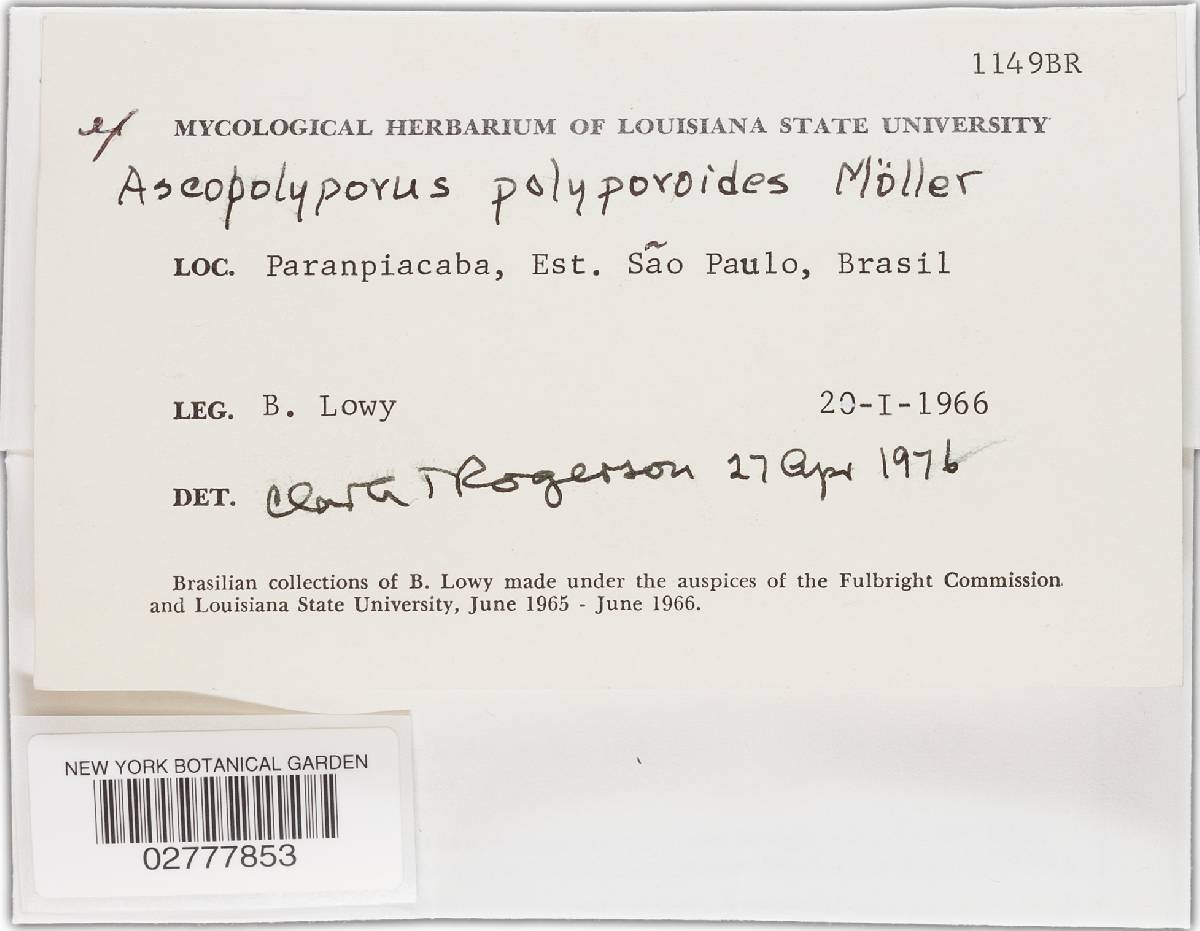 1149BR
MYCOLOGICAL HERBARIUM OF LOUISIANA STATE UNIVERSITY
Ascopolyporus polyporoides Möller
LOC. Paranpiacaba, Est. São Paulo, Brasil
LEG. B. Lowy 20-I-1966
DET. Clark T Rogerson 27 Apr 1976
Brasilian collections of B. Lowy made under the auspices of the Fulbright Commission
and Louisiana State University, June 1965 - June 1966.
NEW YORK BOTANICAL GARDEN
02777853